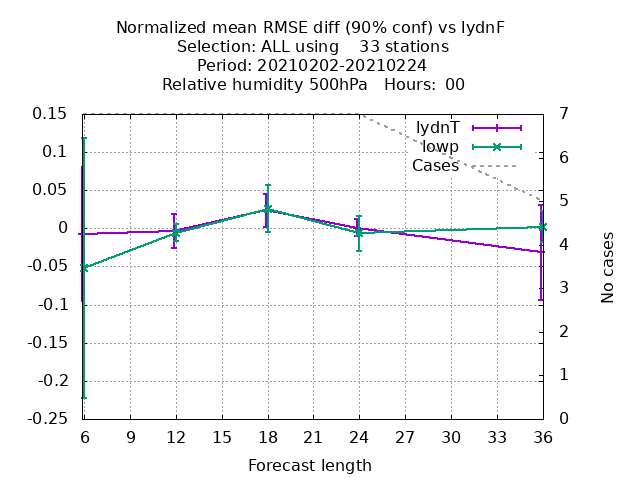 Normalized mean RMSE diff (90% conf) vs IydnF
Selection: ALL using    33 stations
Period: 20210202-20210224
Relative humidity 500hPa   Hours:  00
0.15
0.1
0.05
0
-0.05
-0.1
-0.15
-0.2
-0.25
7
6
5
4
3
2
1
0
IydnT
lowp
Cases
No cases
6 9 12 15 18 21 24 27 30 33 36
Forecast length